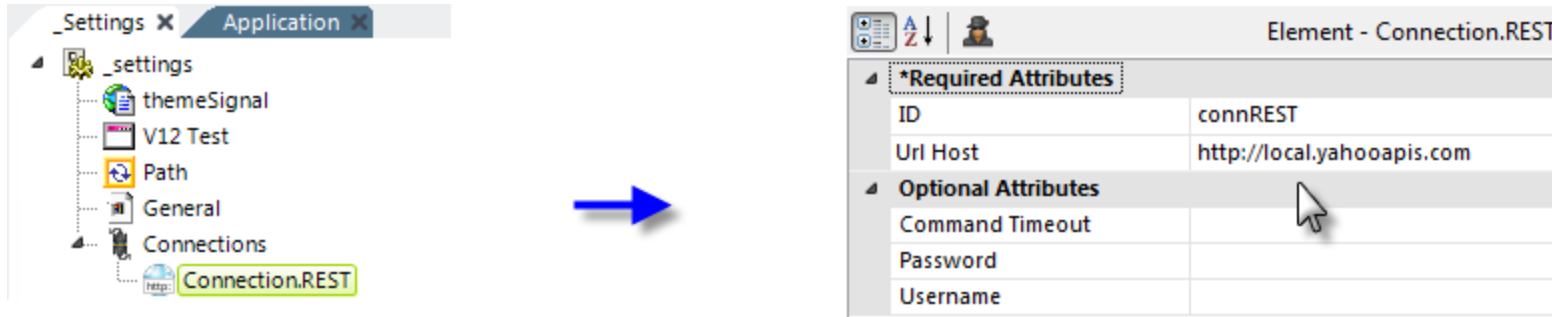 _Settings
Application
_settings
themeSignal
V12 Test
Path
General
Connections
http:
Connection.REST
A
Z
Element - Connection.REST
*Required Attributes
ID connREST
Url Host http://local.yahooapis.com
Optional Attributes
Command Timeout
Password
Username